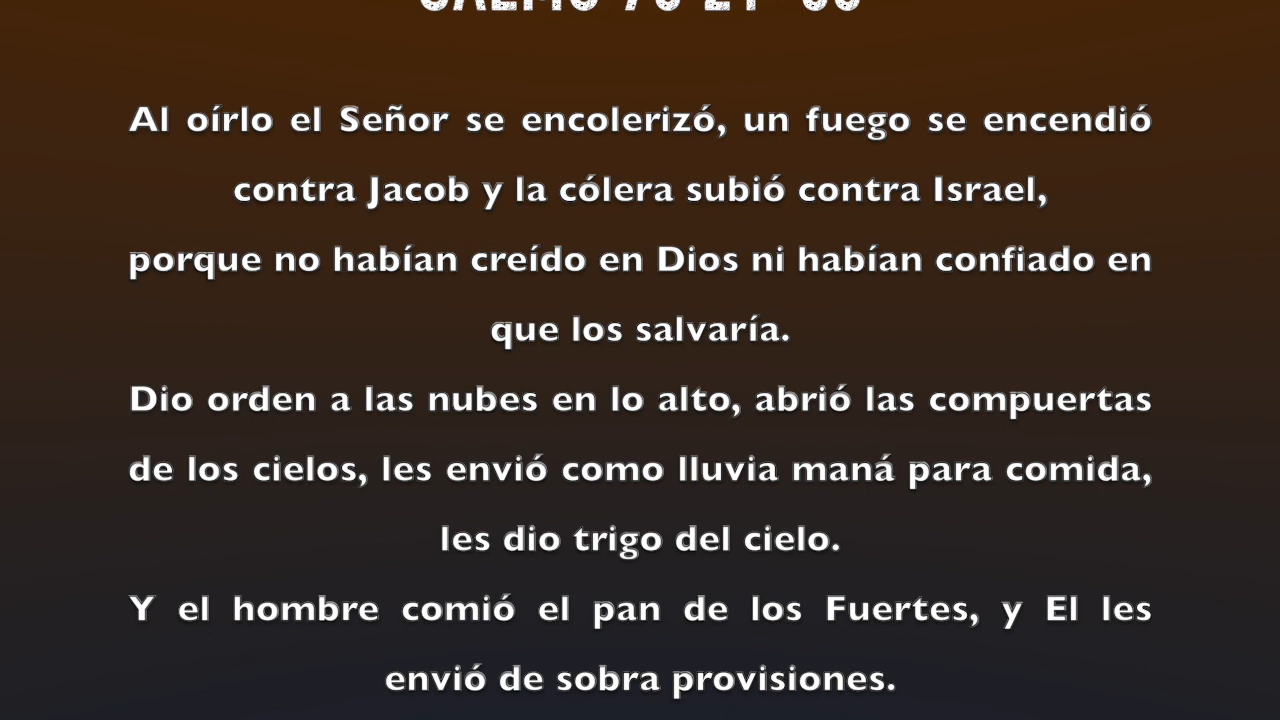 Al oírlo el Señor se encolerizó, un fuego se encendió
contra Jacob y la cólera subió contra Israel,
porque no habían creído en Dios ni habían confiado en
que los salvaría.
Dio orden a las nubes en lo alto, abrió las compuertas
de los cielos, les envió como lluvia maná para comida,
les dio trigo del cielo.
Y el hombre comió el pan de los Fuertes, y El les
envió de sobra provisiones.